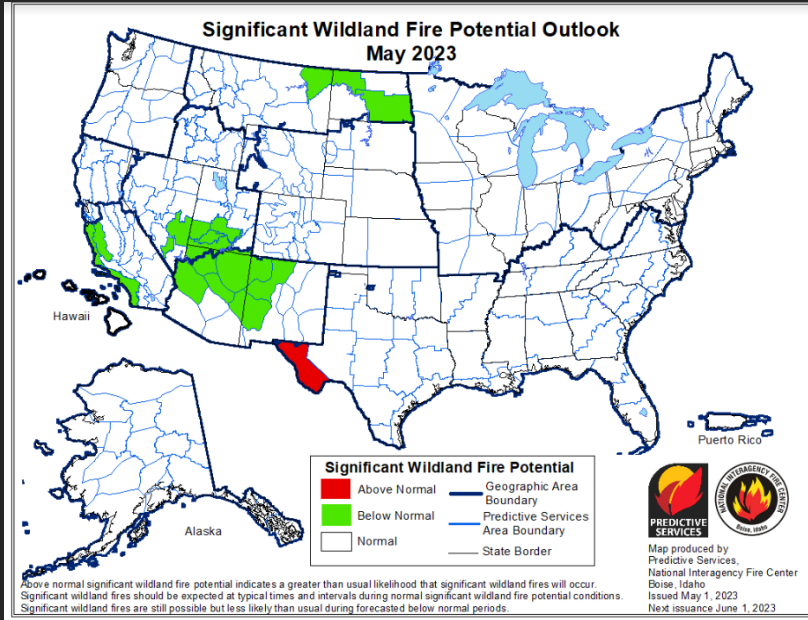 Significant Wildland Fire Potential Outlook
May 2023
Hawaii
Alaska
Puerto Rico
Significant Wildland Fire Potential
Above Normal
Below Normal
Normal
Geographic Area
Boundary
Predictive Services
Area Boundary
State Border
PREDICTIVE
SERVICES
NATIONAL INTERAGENCY FIRE CENTER
Boise, Idaho
Map produced by
Predictive Services,
National Interagency Fire Center
Boise, Idaho
Issued May 1, 2023
Next issuance June 1, 2023
Above normal significant wildland fire potential indicates a greater than usual likelihood that significant wildland fires will occur.
Significant wildland fires should be expected at typical times and intervals during normal significant wildland fire potential conditions.
Significant wildland fires are still possible but less likely than usual during forecasted below normal periods.